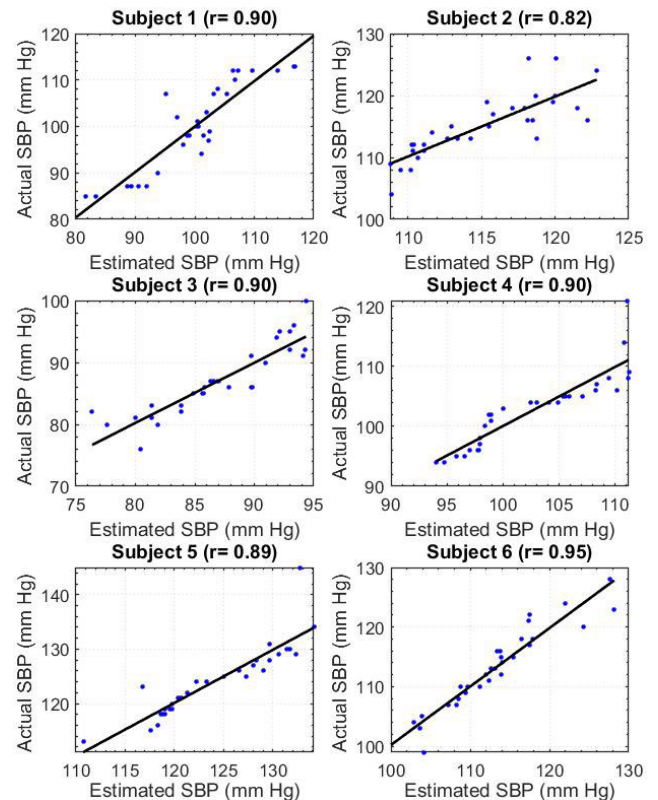 Subject 1 (r= 0.90)
Actual SBP (mm Hg)
120
110
100
90
80
80 90 100 110 120
Estimated SBP (mm Hg)
Subject 2 (r= 0.82)
Actual SBP (mm Hg)
120
110
100
110 115 120 125
Estimated SBP (mm Hg)
Subject 3 (r= 0.90)
Actual SBP (mm Hg)
100
90
80
70
75 80 85 90 95
Estimated SBP (mm Hg)
Subject 4 (r= 0.90)
Actual SBP(mm Hg)
120
110
100
90
90 100 110
Estimated SBP (mm Hg)
Subject 5 (r= 0.89)
Actual SBP (mm Hg)
140
130
120
110 120 130
Estimated SBP (mm Hg)
Subject 6 (r= 0.95)
Actual SBP (mm Hg)
130
120
110
100
100 110 120 130
Estimated SBP (mm Hg)